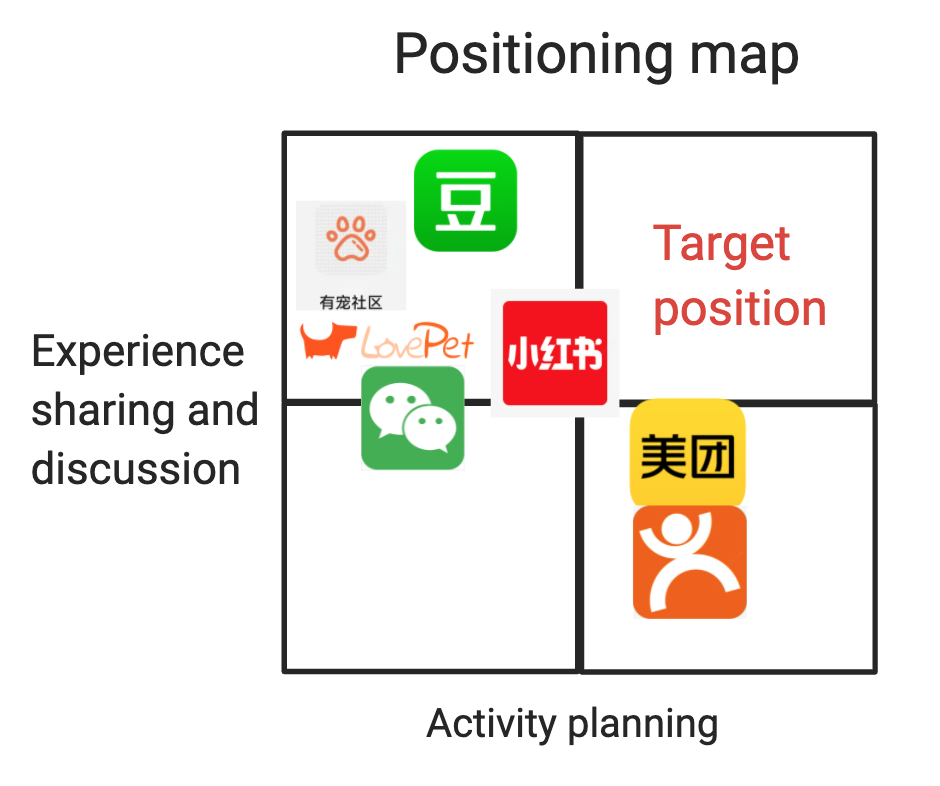 Positioning map
豆
有宠社区
LovePet
小红书
Target
position
Experience
sharing and
discussion
美团
Activity planning